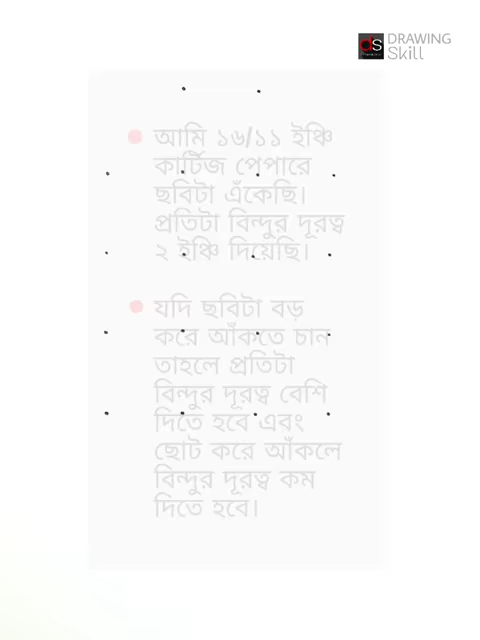 DRAWING
Skill
ds
আমি ১৬/১১ ইঞ্চি
কার্টিজ পেপারে
ছবিটা এঁকেছি।
প্রতিটা বিন্দুর দূরত্ব
২ ইঞ্চি দিয়েছি।
যদি ছবিটা বড়
করে আঁকতে চান
তাহলে প্রতিটা
বিন্দুর দূরত্ব বেশি
দিতে হবে এবং
ছোট করে আঁকলে
বিন্দুর দূরত্ব কম
দিতে হবে।